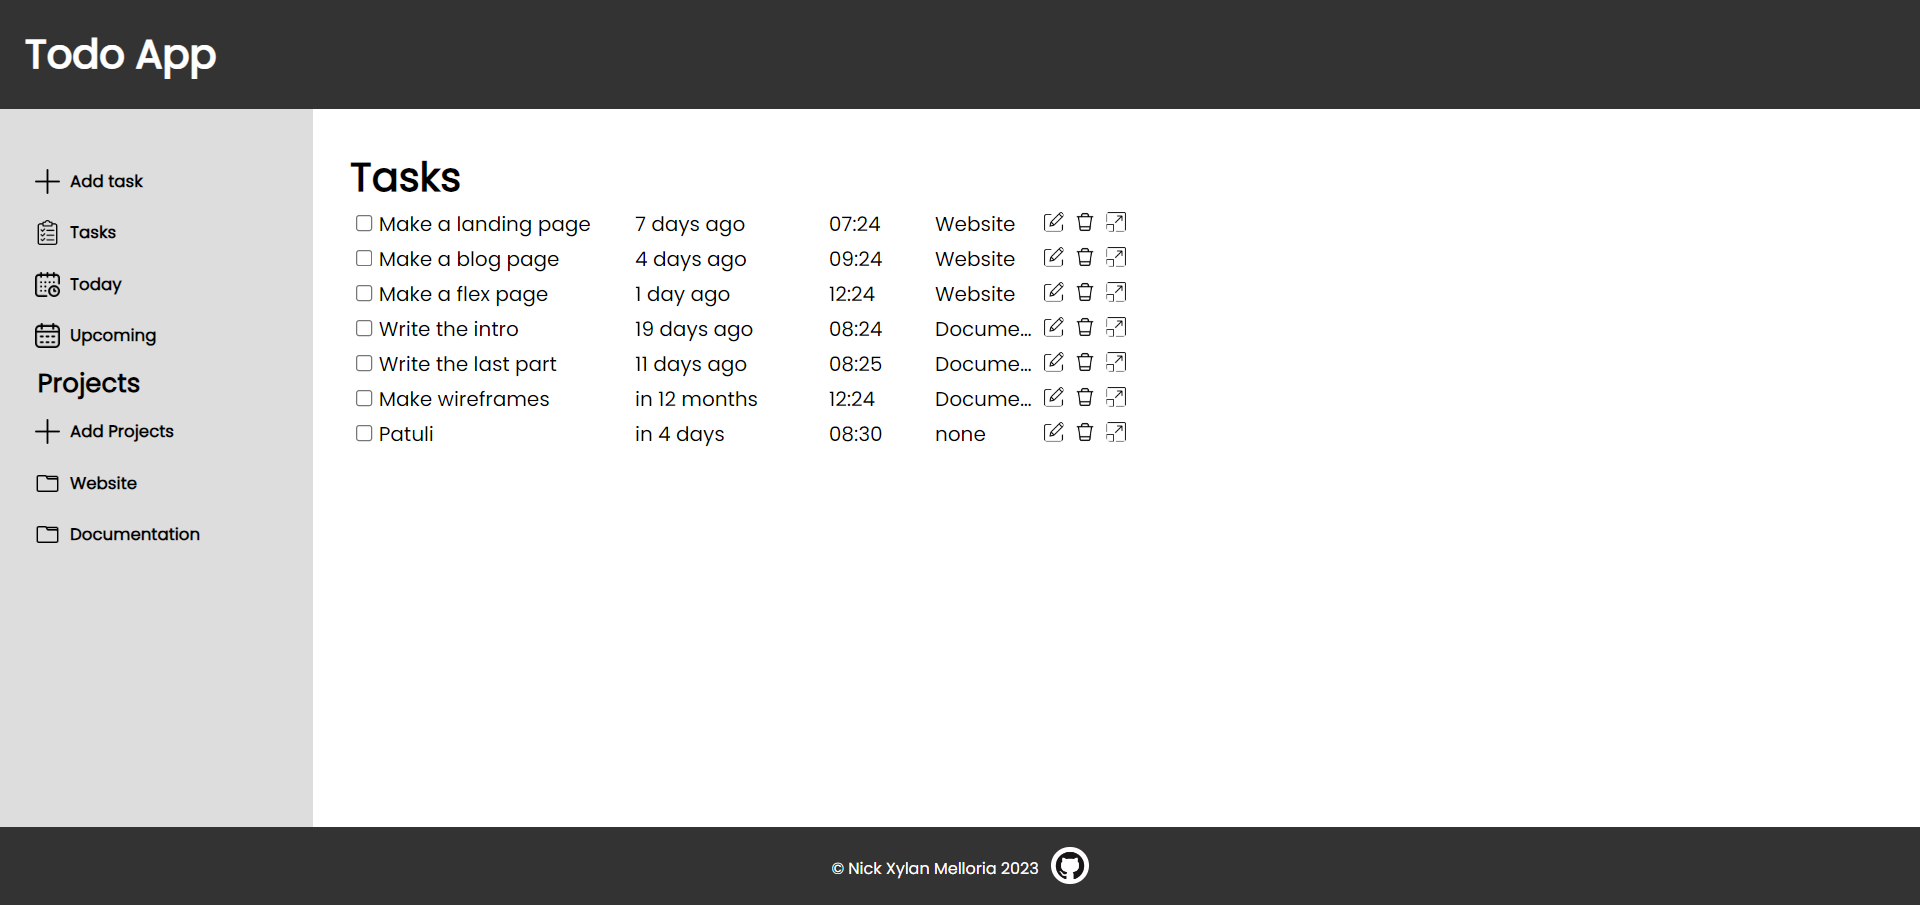 Todo App
Add task
Tasks
Today
Upcoming
Projects
Add Projects
Website
Documentation
Tasks
Make a landing page 7 days ago 07:24 Website
Make a blog page 4 days ago 09:24 Website
Make a flex page 1 day ago 12:24 Website
Write the intro 19 days ago 08:24 Docume...
Write the last part 11 days ago 08:25 Docume...
Make wireframes in 12 months 12:24 Docume...
Patuli in 4 days 08:30 none
© Nick Xylan Melloria 2023